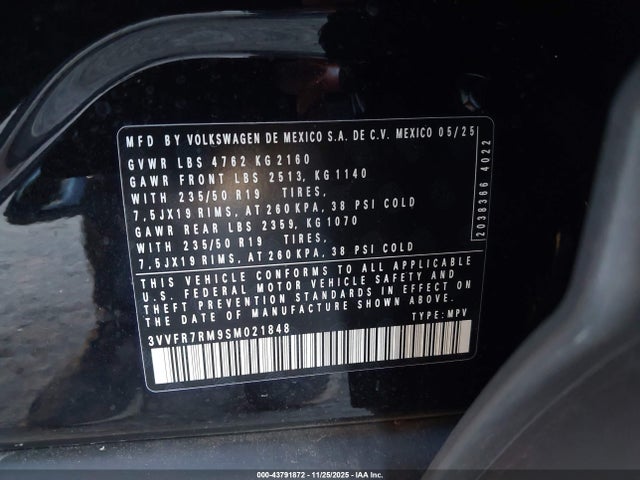 MFD BY VOLKSWAGEN DE MEXICO S.A. DE C.V. MEXICO 05/25
GVWR LBS 4762 KG 2160
GAWR FRONT LBS 2513, KG 1140
WITH 235/50 R19 TIRES,
7,5JX19 RIMS, AT 260 KPA, 38 PSI COLD
GAWR REAR LBS 2359, KG 1070
WITH 235/50 R19 TIRES,
7,5JX19 RIMS, AT 260 KPA, 38 PSI COLD
THIS VEHICLE CONFORMS TO ALL APPLICABLE
U.S. FEDERAL MOTOR VEHICLE SAFETY AND
THEFT PREVENTION STANDARDS IN EFFECT ON
THE DATE OF MANUFACTURE SHOWN ABOVE.
3VVFR7RM9SM021848 TYPE: MPV
2038366 4022
000-43791872 - 11/25/2025 - IAA Inc.